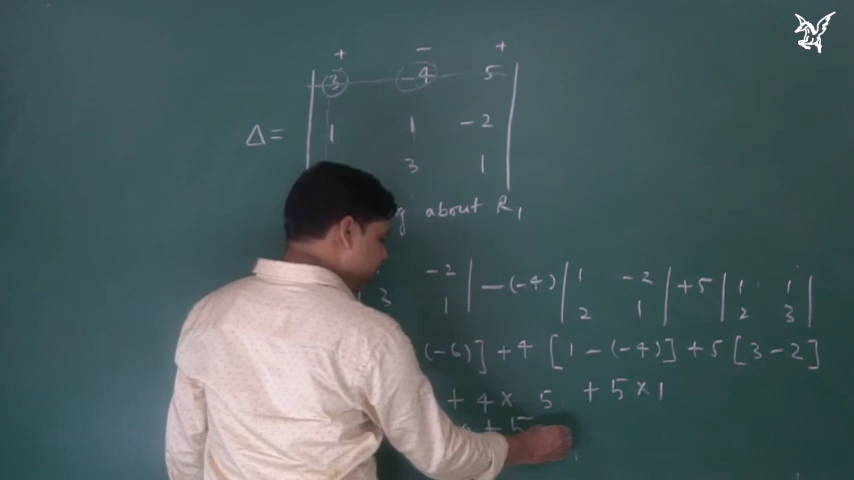 + - +
3 -4 5
Δ = 1 1 -2
3 1
g about R₁
3 -2 1 | -(-4) | 1 -2 2 1 | +5 | 1 1 2 3 |
(-6)] +4 [1-(-4)] +5 [3-2]
+ 4 × 5 + 5 × 1
+ 5